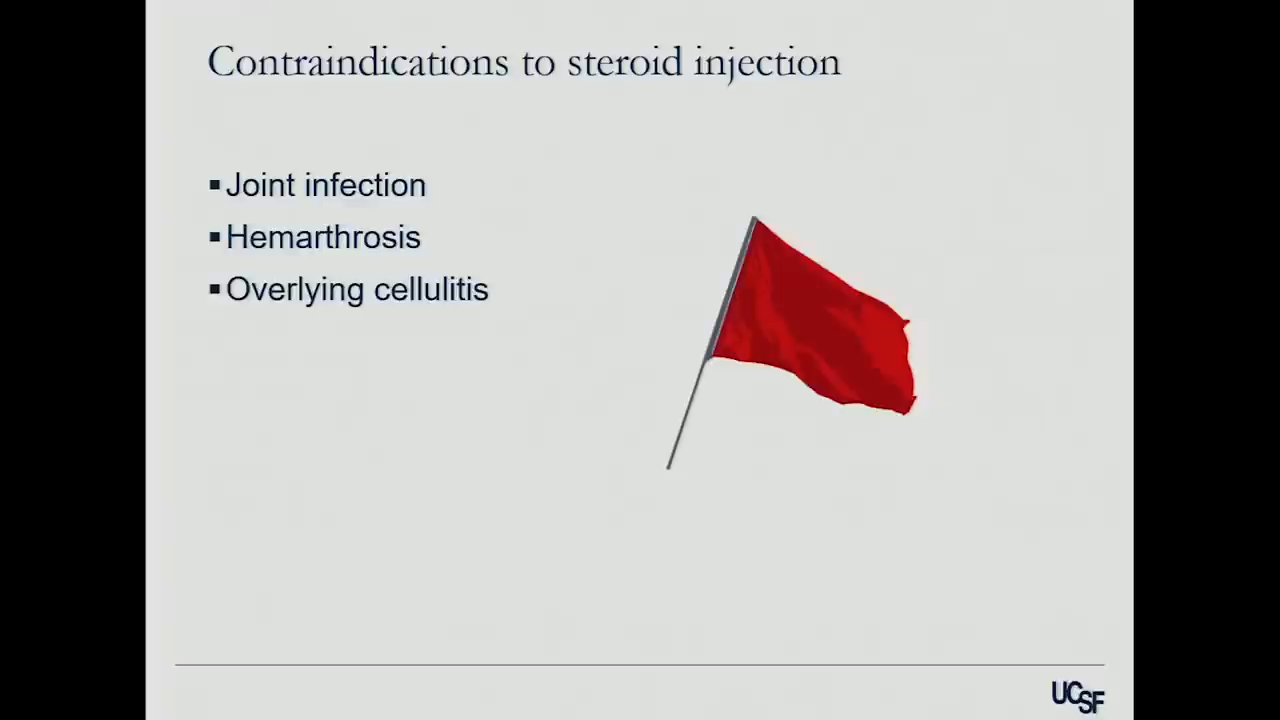 Contraindications to steroid injection
▪Joint infection
▪Hemarthrosis
▪Overlying cellulitis
UCSF